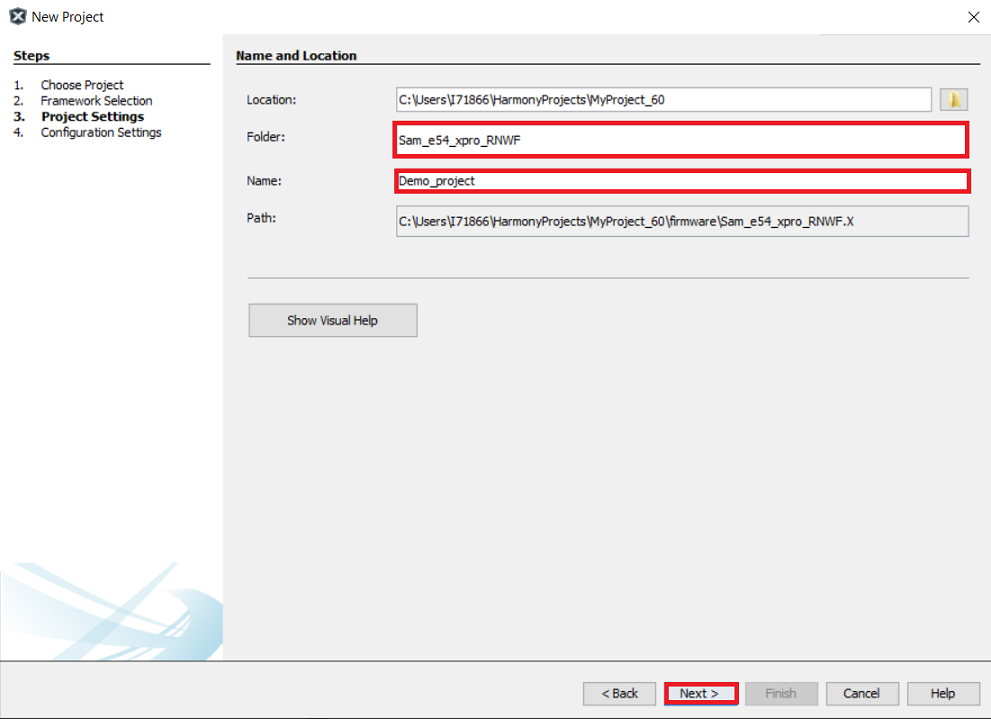 New Project
Steps
1. Choose Project
2. Framework Selection
3. Project Settings
4. Configuration Settings
Name and Location
Location: C:\Users\I71866\HarmonyProjects\MyProject_60
Folder: Sam_e54_xpro_RNWF
Name: Demo_project
Path: C:\Users\I71866\HarmonyProjects\MyProject_60\firmware\Sam_e54_xpro_RNWF.X
Show Visual Help
< Back Next > Finish Cancel Help